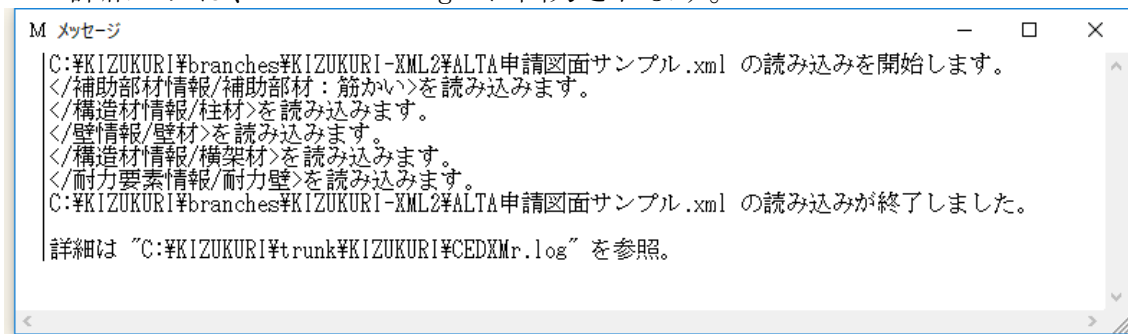 M メッセージ
C:¥KIZUKURI¥branches¥KIZUKURI-XML2¥ALTA申請図面サンプル.xml の読み込みを開始します。
</補助部材情報/補助部材：筋かい>を読み込みます。
</構造材情報/柱材>を読み込みます。
</壁情報/壁材>を読み込みます。
</構造材情報/横架材>を読み込みます。
</耐力要素情報/耐力壁>を読み込みます。
C:¥KIZUKURI¥branches¥KIZUKURI-XML2¥ALTA申請図面サンプル.xml の読み込みが終了しました。
詳細は ″C:¥KIZUKURI¥trunk¥KIZUKURI¥CEDXMr.log″ を参照。